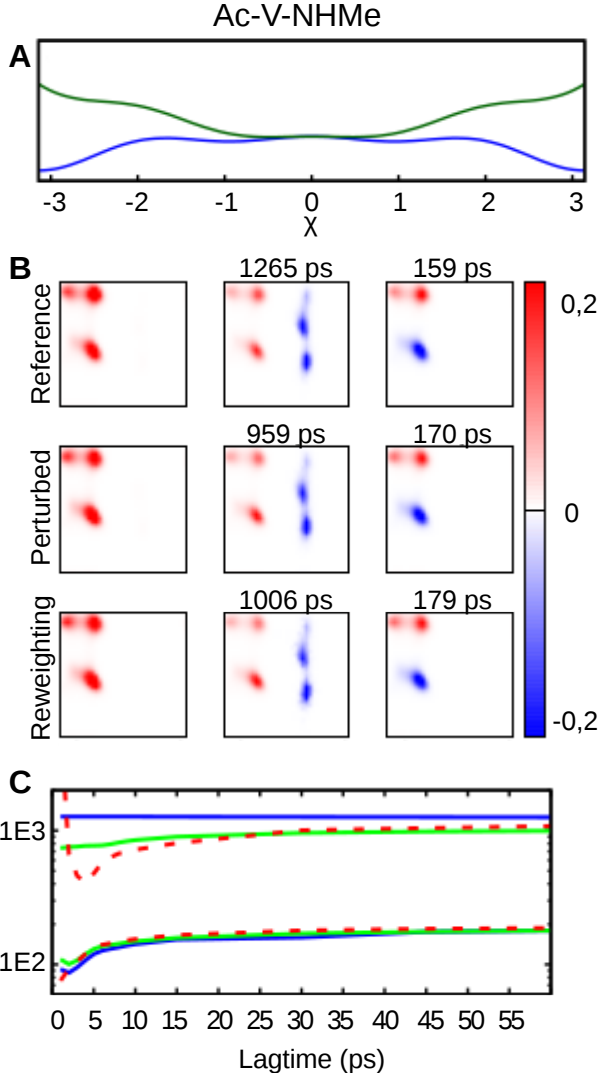 Ac-V-NHMe
A
-3 -2 -1 0 1 2 3
χ
B
1265 ps 159 ps
Reference
0,2
959 ps 170 ps
Perturbed
0
1006 ps 179 ps
Reweighting
-0,2
C
1E3
1E2
0 5 10 15 20 25 30 35 40 45 50 55
Lagtime (ps)